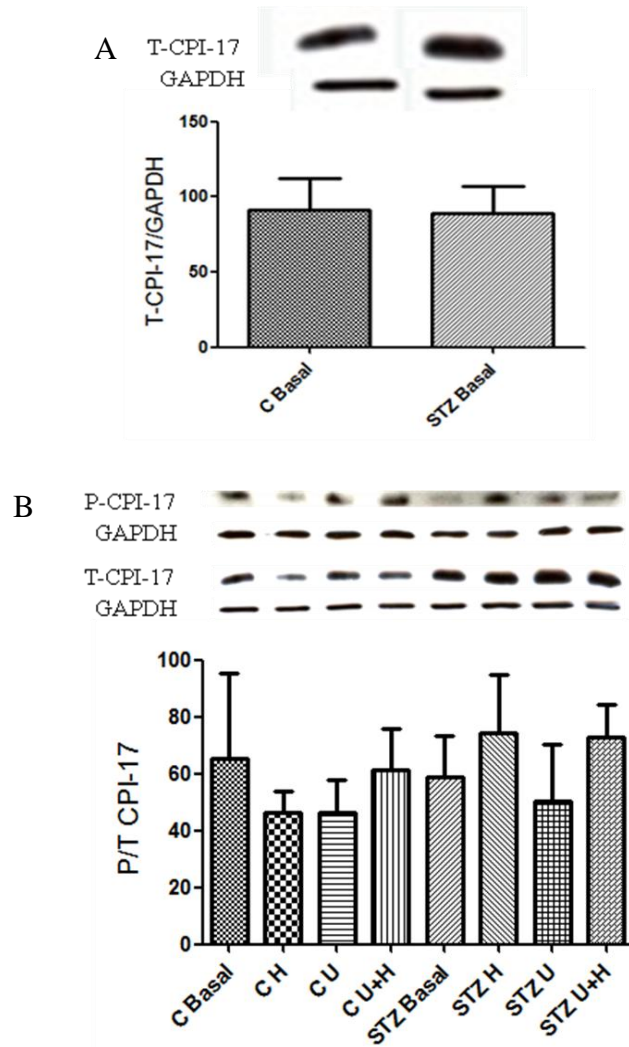 A
T-CPI-17
GAPDH
T-CPI-17/GAPDH
150
100
50
0
C Basal
STZ Basal
B
P-CPI-17
GAPDH
T-CPI-17
GAPDH
P/T CPI-17
100
80
60
40
20
0
C Basal
C H
C U
C U+H
STZ Basal
STZ H
STZ U
STZ U+H